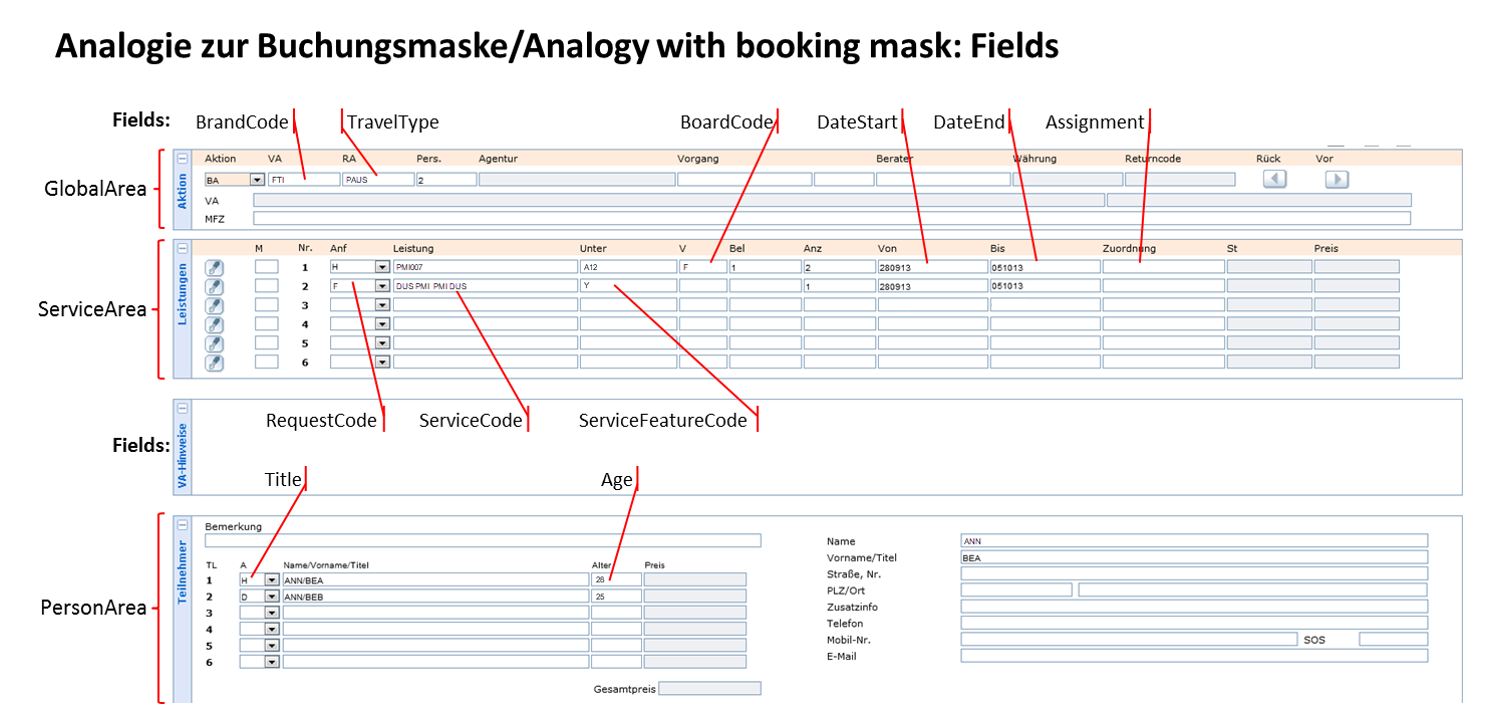 Analogie zur Buchungsmaske/Analogy with booking mask: Fields
Fields: BrandCode TravelType BoardCode DateStart DateEnd Assignment
Aktion VA RA Pers. Agentur Vorgang Berater Währung Returncode Rück Vor
GlobalArea
Aktion
BA FTI PAUS 2
VA
MFZ
M Nr. Anf Leistung Unter V Bel Anz Von Bis Zuordnung St Preis
ServiceArea
Leistungen
1 H PMI007 A12 F 1 2 280913 051013
2 F DUS PMI PMI DUS Y 1 280913 051013
3
4
5
6
RequestCode ServiceCode ServiceFeatureCode
Fields:
VA-Hinweise
Title Age
PersonArea
Teilnehmer
Bemerkung
TL A Name/Vorname/Titel Alter Preis
1 H ANN/BEA 28
2 D ANN/BEB 25
3
4
5
6
Gesamtpreis
Name ANN
Vorname/Titel BEA
Straße, Nr.
PLZ/Ort
Zusatzinfo
Telefon
Mobil-Nr. SOS
E-Mail